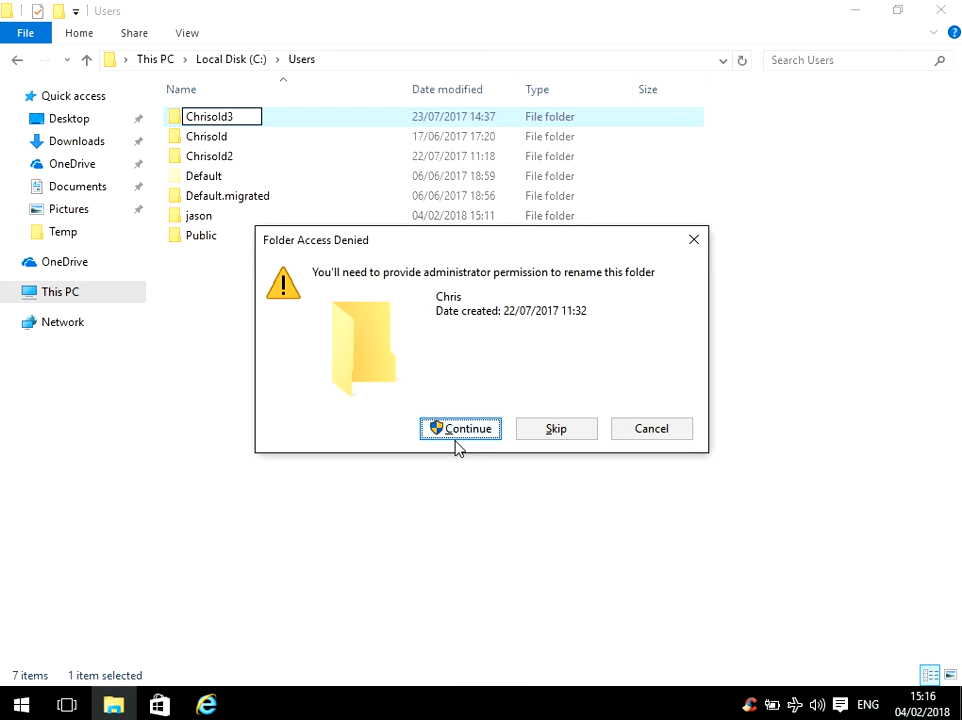 Users
File Home Share View
This PC Local Disk (C:) Users Search Users
Name Date modified Type Size
Quick access
Desktop
Downloads
OneDrive
Documents
Pictures
Temp
OneDrive
This PC
Network
Chrisold3 23/07/2017 14:37 File folder
Chrisold 17/06/2017 17:20 File folder
Chrisold2 22/07/2017 11:18 File folder
Default 06/06/2017 18:59 File folder
Default.migrated 06/06/2017 18:56 File folder
jason 04/02/2018 15:11 File folder
Public
Folder Access Denied
You'll need to provide administrator permission to rename this folder
Chris
Date created: 22/07/2017 11:32
Continue Skip Cancel
7 items 1 item selected
ENG
15:16
04/02/2018